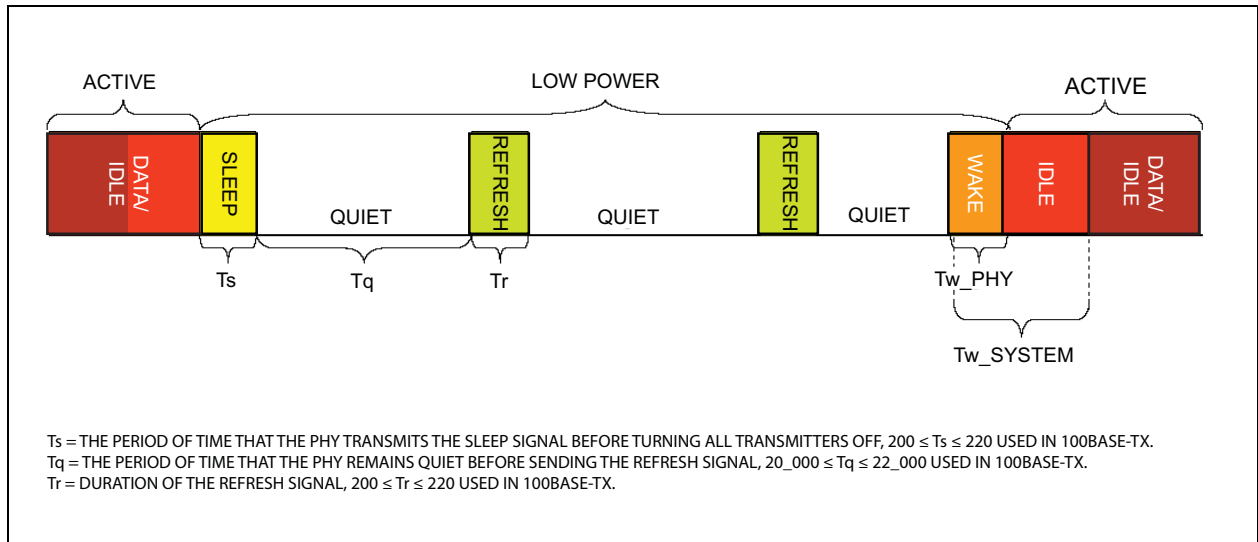 ACTIVE
LOW POWER
ACTIVE
DATA/
IDLE
SLEEP
QUIET
REFRESH
QUIET
REFRESH
QUIET
WAKE
IDLE
DATA/
IDLE
Ts
Tq
Tr
Tw_PHY
Tw_SYSTEM
Ts = THE PERIOD OF TIME THAT THE PHY TRANSMITS THE SLEEP SIGNAL BEFORE TURNING ALL TRANSMITTERS OFF, 200 ≤ Ts ≤ 220 USED IN 100BASE-TX.
Tq = THE PERIOD OF TIME THAT THE PHY REMAINS QUIET BEFORE SENDING THE REFRESH SIGNAL, 20_000 ≤ Tq ≤ 22_000 USED IN 100BASE-TX.
Tr = DURATION OF THE REFRESH SIGNAL, 200 ≤ Tr ≤ 220 USED IN 100BASE-TX.